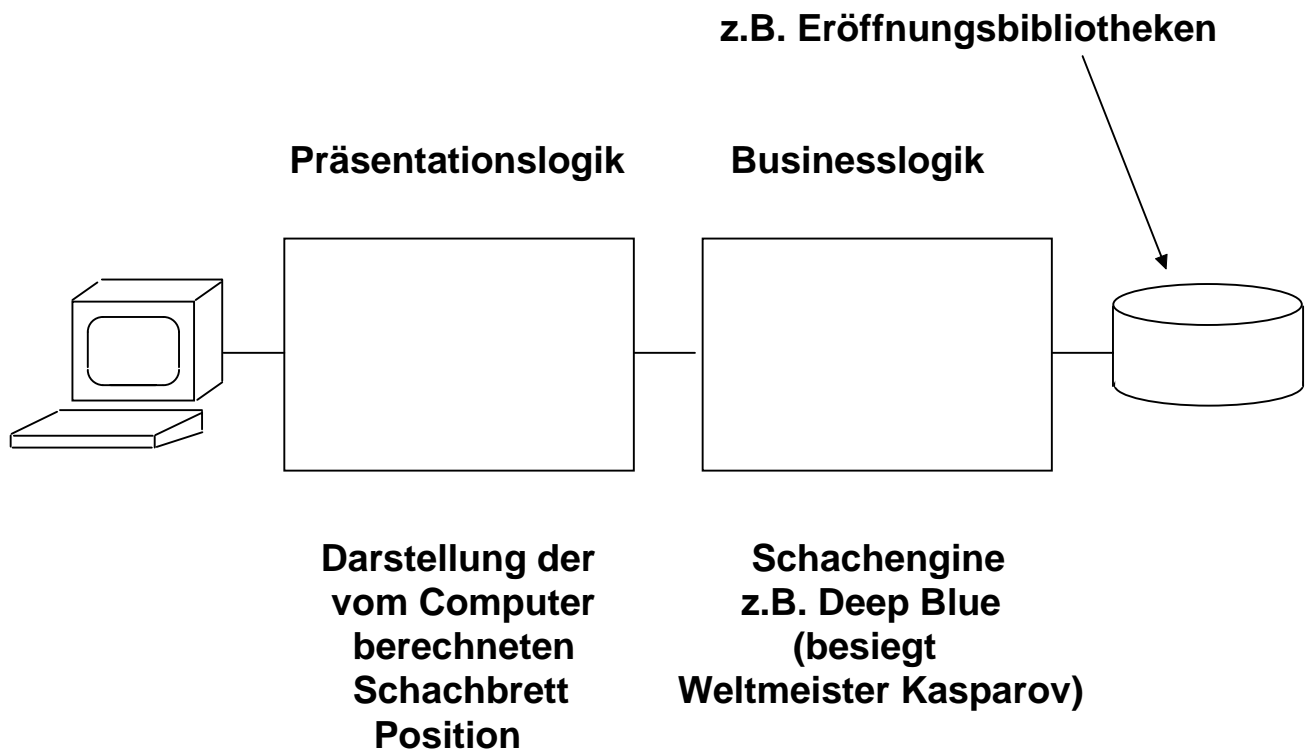 z.B. Eröffnungsbibliotheken
Präsentationslogik
Businesslogik
Darstellung der
vom Computer
berechneten
Schachbrett
Position
Schachengine
z.B. Deep Blue
(besiegt
Weltmeister Kasparov)